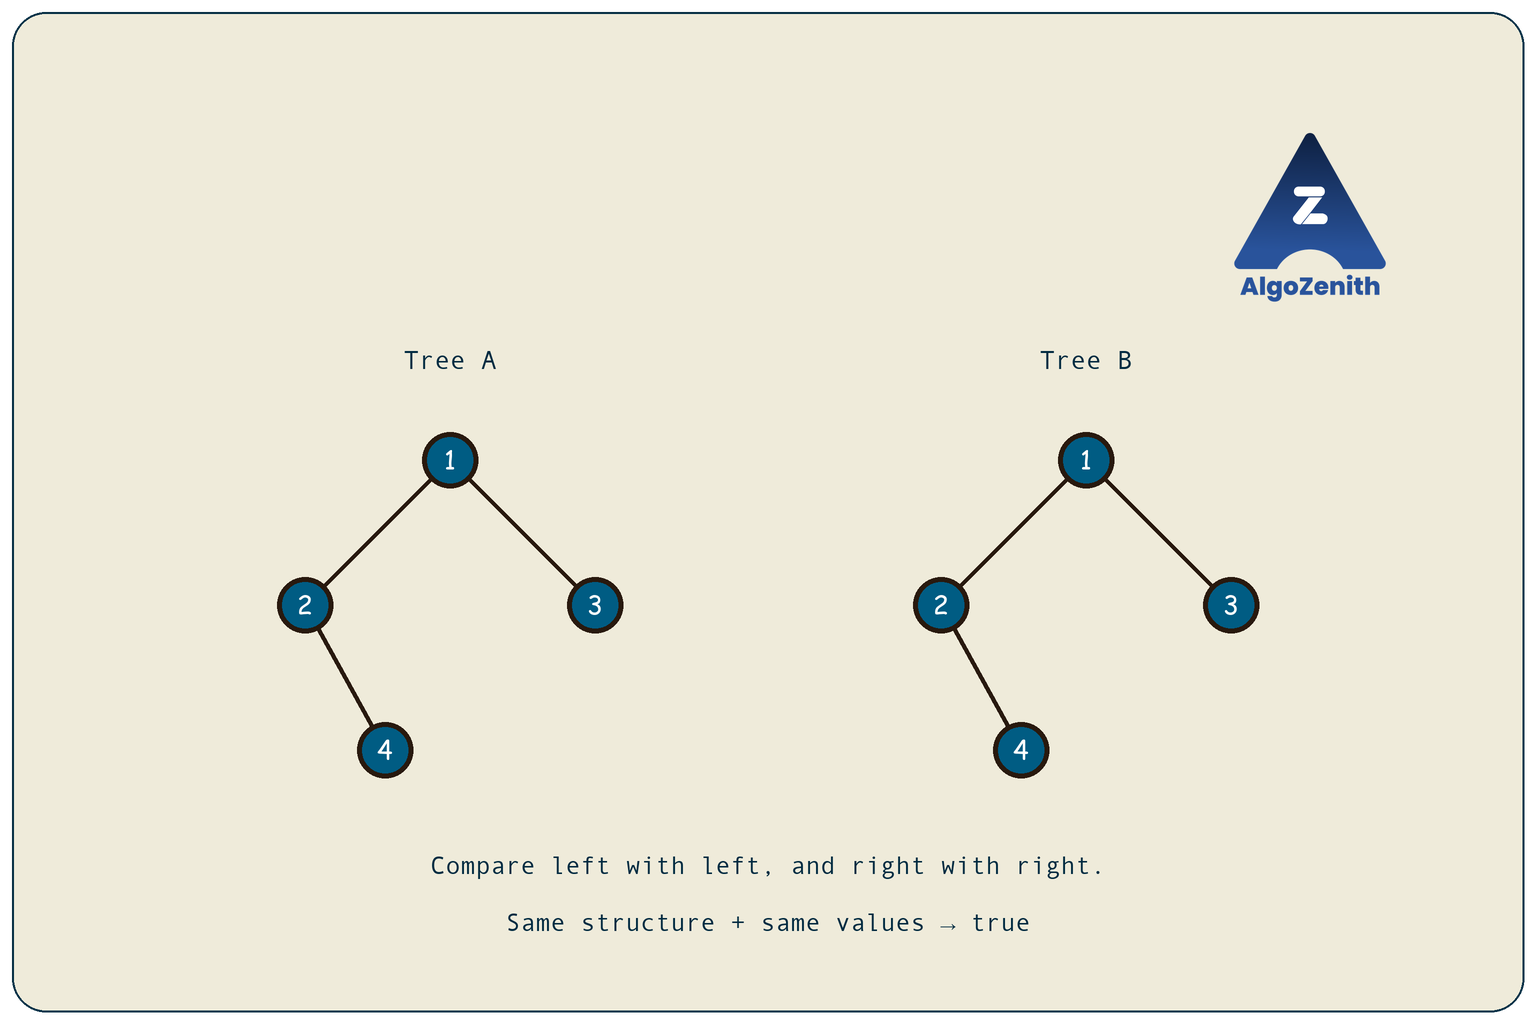 Z
AlgoZenith
Tree A
Tree B
1
1
2
3
2
3
4
4
Compare left with left, and right with right.
Same structure + same values → true